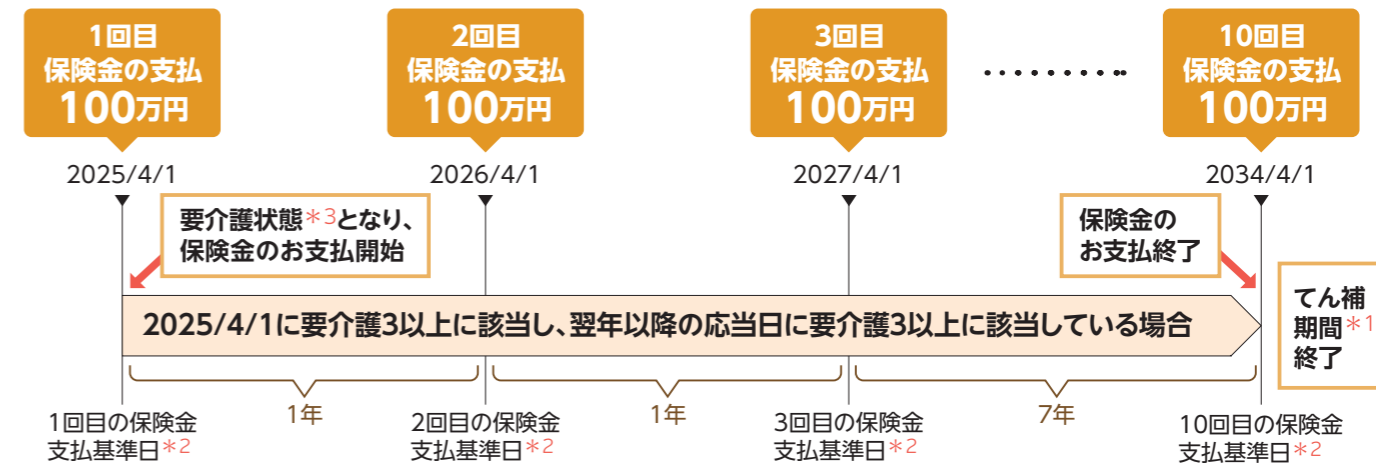 1回目
保険金の支払
100万円
2回目
保険金の支払
100万円
3回目
保険金の支払
100万円
・・・・・・・・・
10回目
保険金の支払
100万円
2025/4/1
2026/4/1
2027/4/1
2034/4/1
要介護状態＊3となり、
保険金のお支払開始
保険金の
お支払終了
てん補
期間＊1
終了
2025/4/1に要介護3以上に該当し、翌年以降の応当日に要介護3以上に該当している場合
1年
1年
7年
1回目の保険金
支払基準日＊2
2回目の保険金
支払基準日＊2
3回目の保険金
支払基準日＊2
10回目の保険金
支払基準日＊2